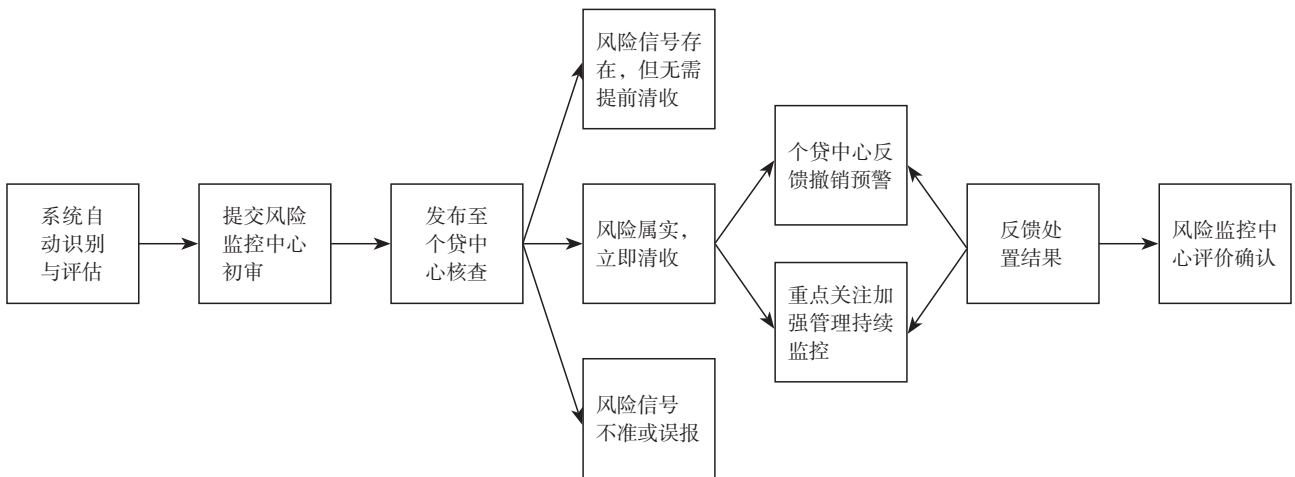 系统自
动识别
与评估
提交风险
监控中心
初审
发布至
个贷中
心核查
风险信号存
在，但无需
提前清收
风险属实，
立即清收
风险信号
不准或误报
个贷中心反
馈撤销预警
重点关注加
强管理持续
监控
反馈处
置结果
风险监控中
心评价确认